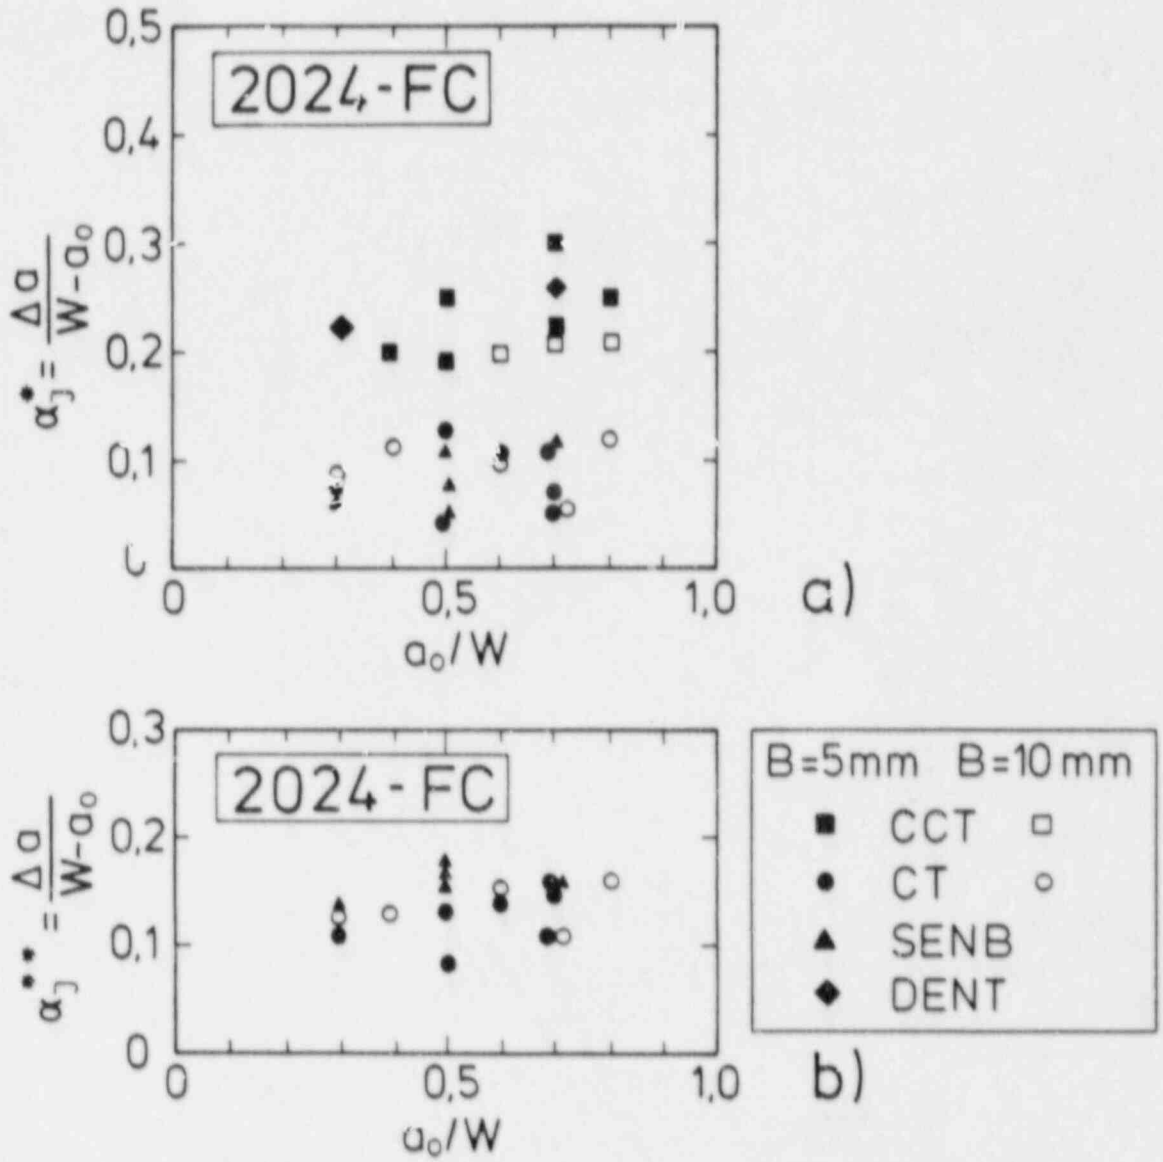 0,5
2024-FC
0,4
0,3
0,2
0,1
0
α*J = Δa / W-a₀
0 0,5 1,0
a₀/W
a)
0,3
2024-FC
0,2
0,1
0
α**J = Δa / W-a₀
0 0,5 1,0
a₀/W
b)
B=5mm B=10mm
■ CCT □
● CT ○
▲ SENB
◆ DENT